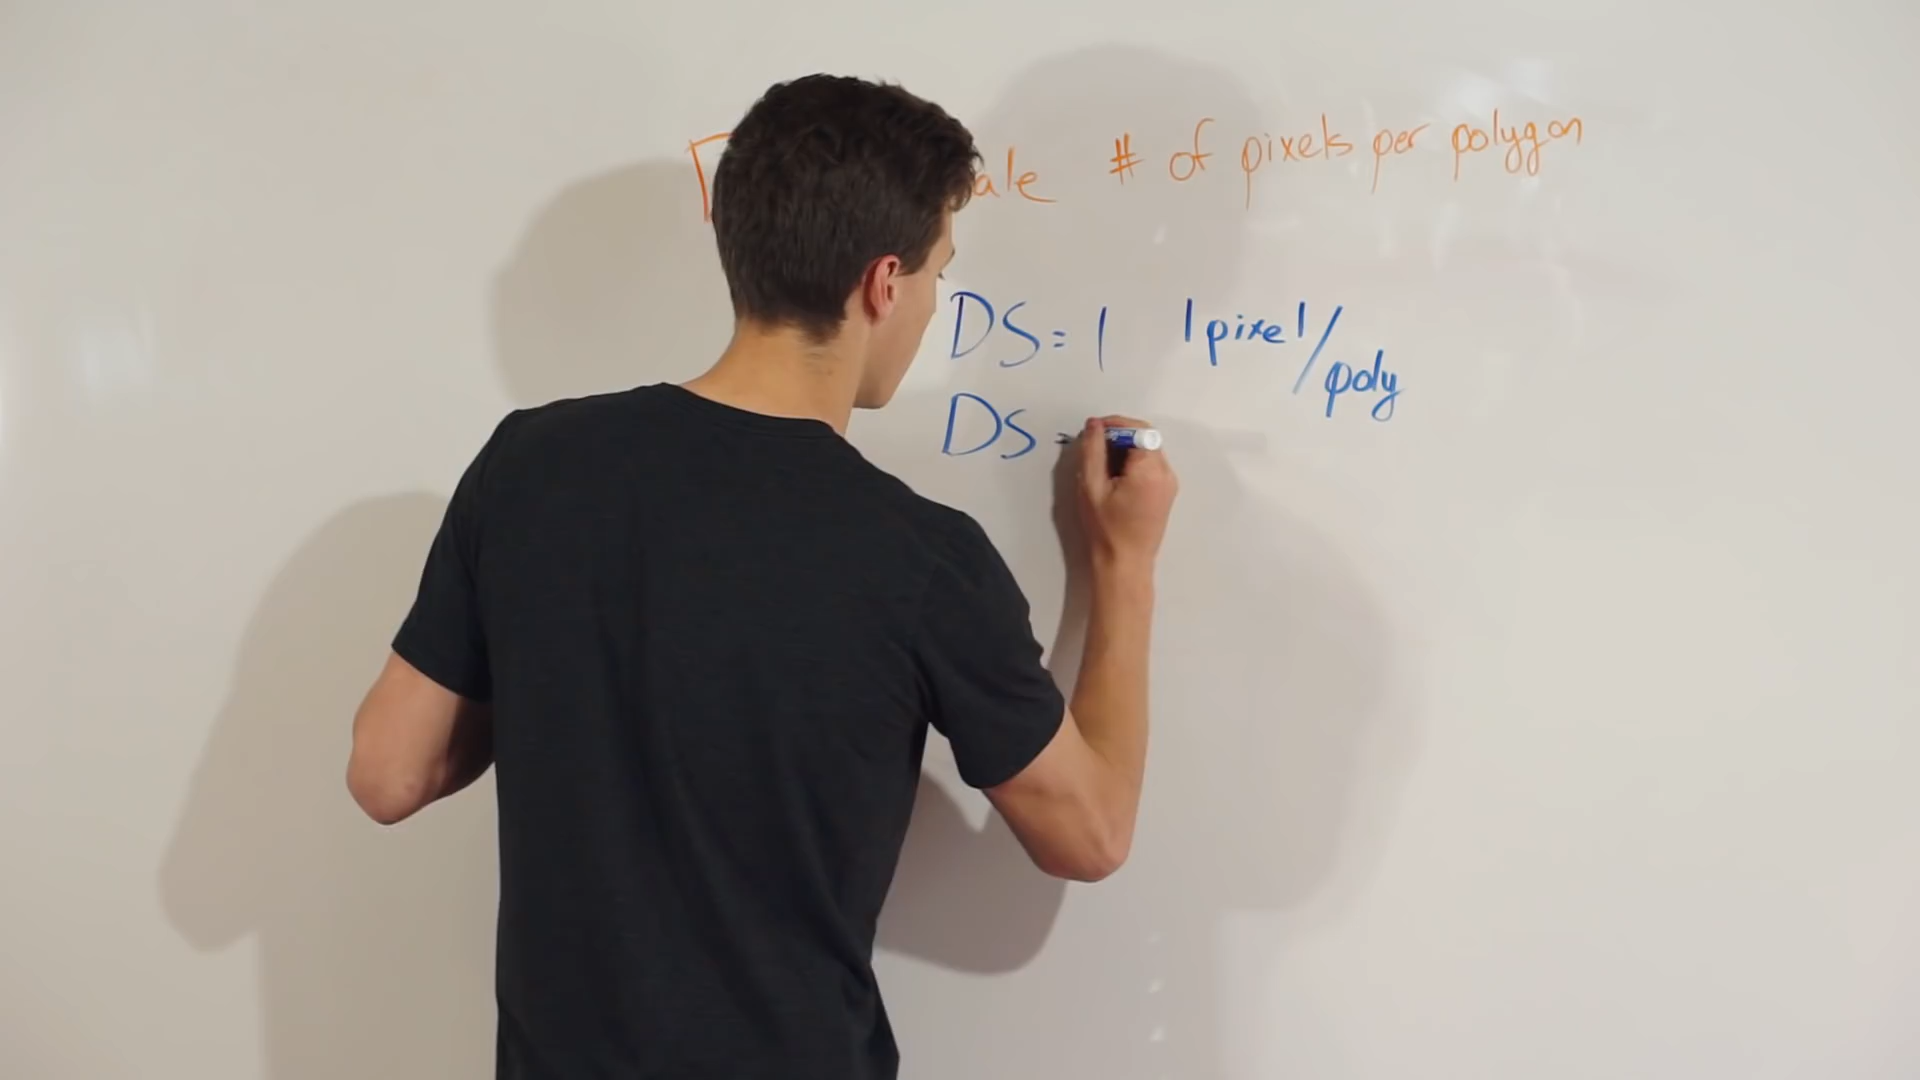 ale # of pixels per polygon
DS = 1 1 pixel/poly
DS =